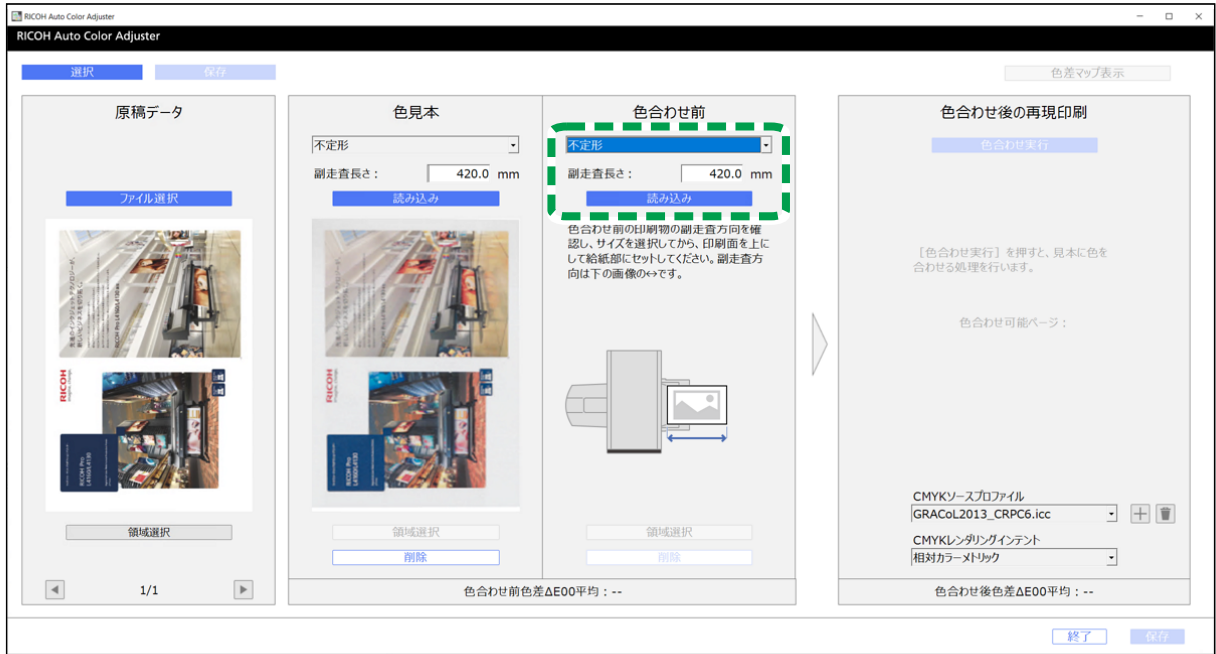 RICOH Auto Color Adjuster
RICOH Auto Color Adjuster
選択
保存
色差マップ表示
原稿データ
ファイル選択
RICOH
領域選択
1/1
色見本
不定形
副走査長さ: 420.0 mm
読み込み
RICOH
領域選択
削除
色合わせ前
不定形
副走査長さ: 420.0 mm
読み込み
色合わせ前の印刷物の副走査方向を確
認し、サイズを選択してから、印刷面を上に
して給紙部にセットしてください。副走査方
向は下の画像の↔です。
領域選択
削除
色合わせ前色差ΔE00平均:--
色合わせ後の再現印刷
色合わせ実行
[色合わせ実行]を押すと、見本に色を
合わせる処理を行います。
色合わせ可能ページ:
CMYKソースプロファイル
GRACoL2013_CRPC6.icc
CMYKレンダリングインテント
相対カラーメトリック
色合わせ後色差ΔE00平均:--
終了
保存